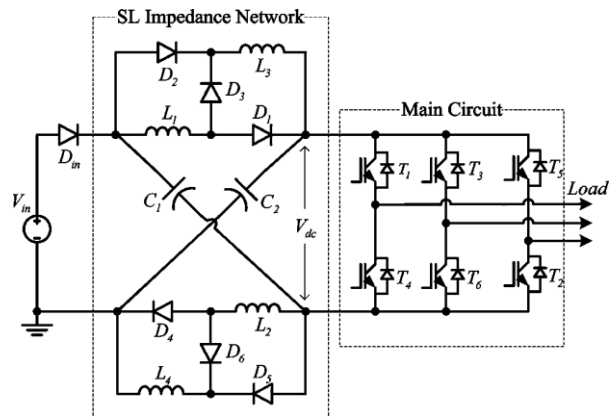 SL Impedance Network
D2
L3
D3
L1
D1
Main Circuit
Din
T1
T3
T5
Vin
C1
C2
Vdc
Load
T4
T6
T2
D4
L2
D6
L4
D5